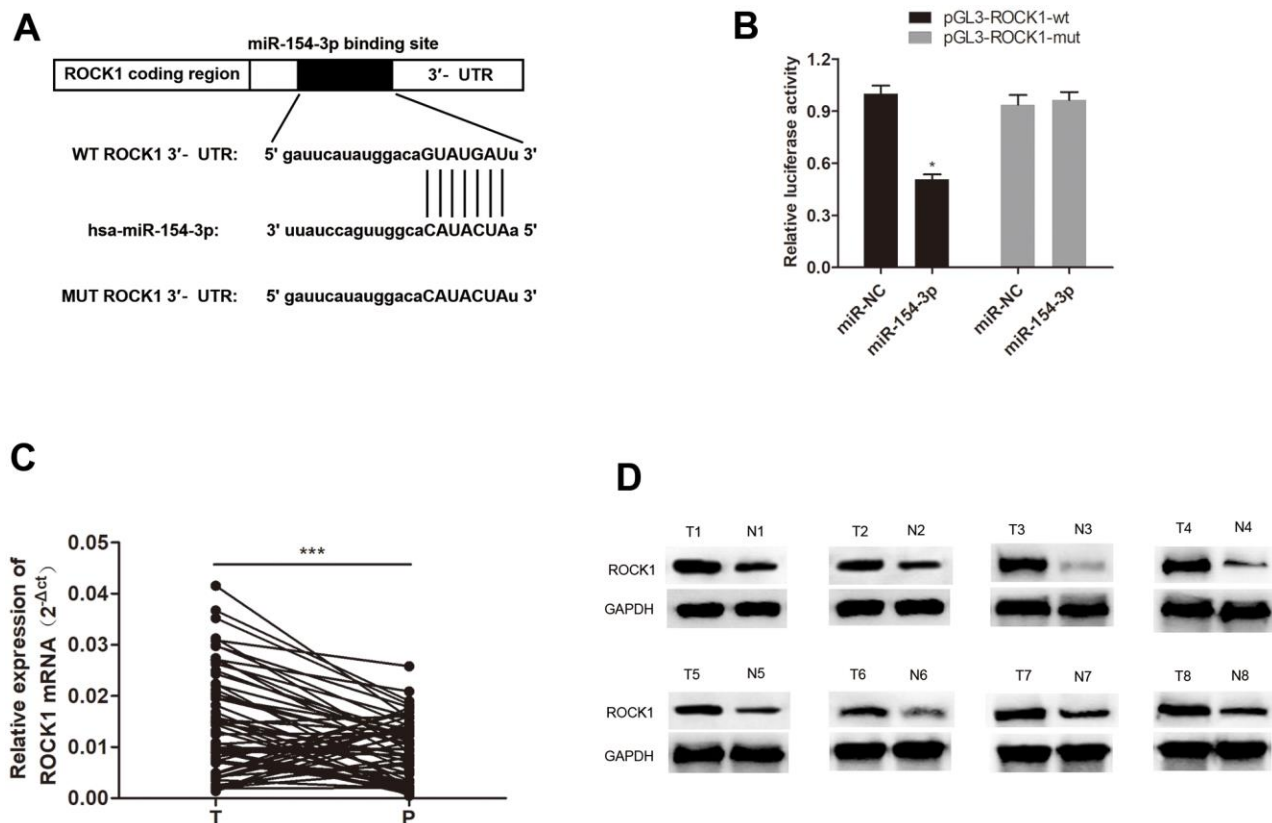 A
miR-154-3p binding site
ROCK1 coding region 3′- UTR
WT ROCK1 3′- UTR: 5' gauucauauggacaGUAUGAUu 3'
hsa-miR-154-3p: 3' uuauccaguuggcaCAUACUAa 5'
MUT ROCK1 3′- UTR: 5' gauucauauggacaCAUACUAu 3'
B
pGL3-ROCK1-wt
pGL3-ROCK1-mut
Relative luciferase activity
1.2
0.9
0.6
0.3
0.0
*
miR-NC miR-154-3p miR-NC miR-154-3p
C
Relative expression of
ROCK1 mRNA (2-Δct)
0.05
0.04
0.03
0.02
0.01
0.00
***
T P
D
T1 N1 T2 N2 T3 N3 T4 N4
ROCK1
GAPDH
T5 N5 T6 N6 T7 N7 T8 N8
ROCK1
GAPDH